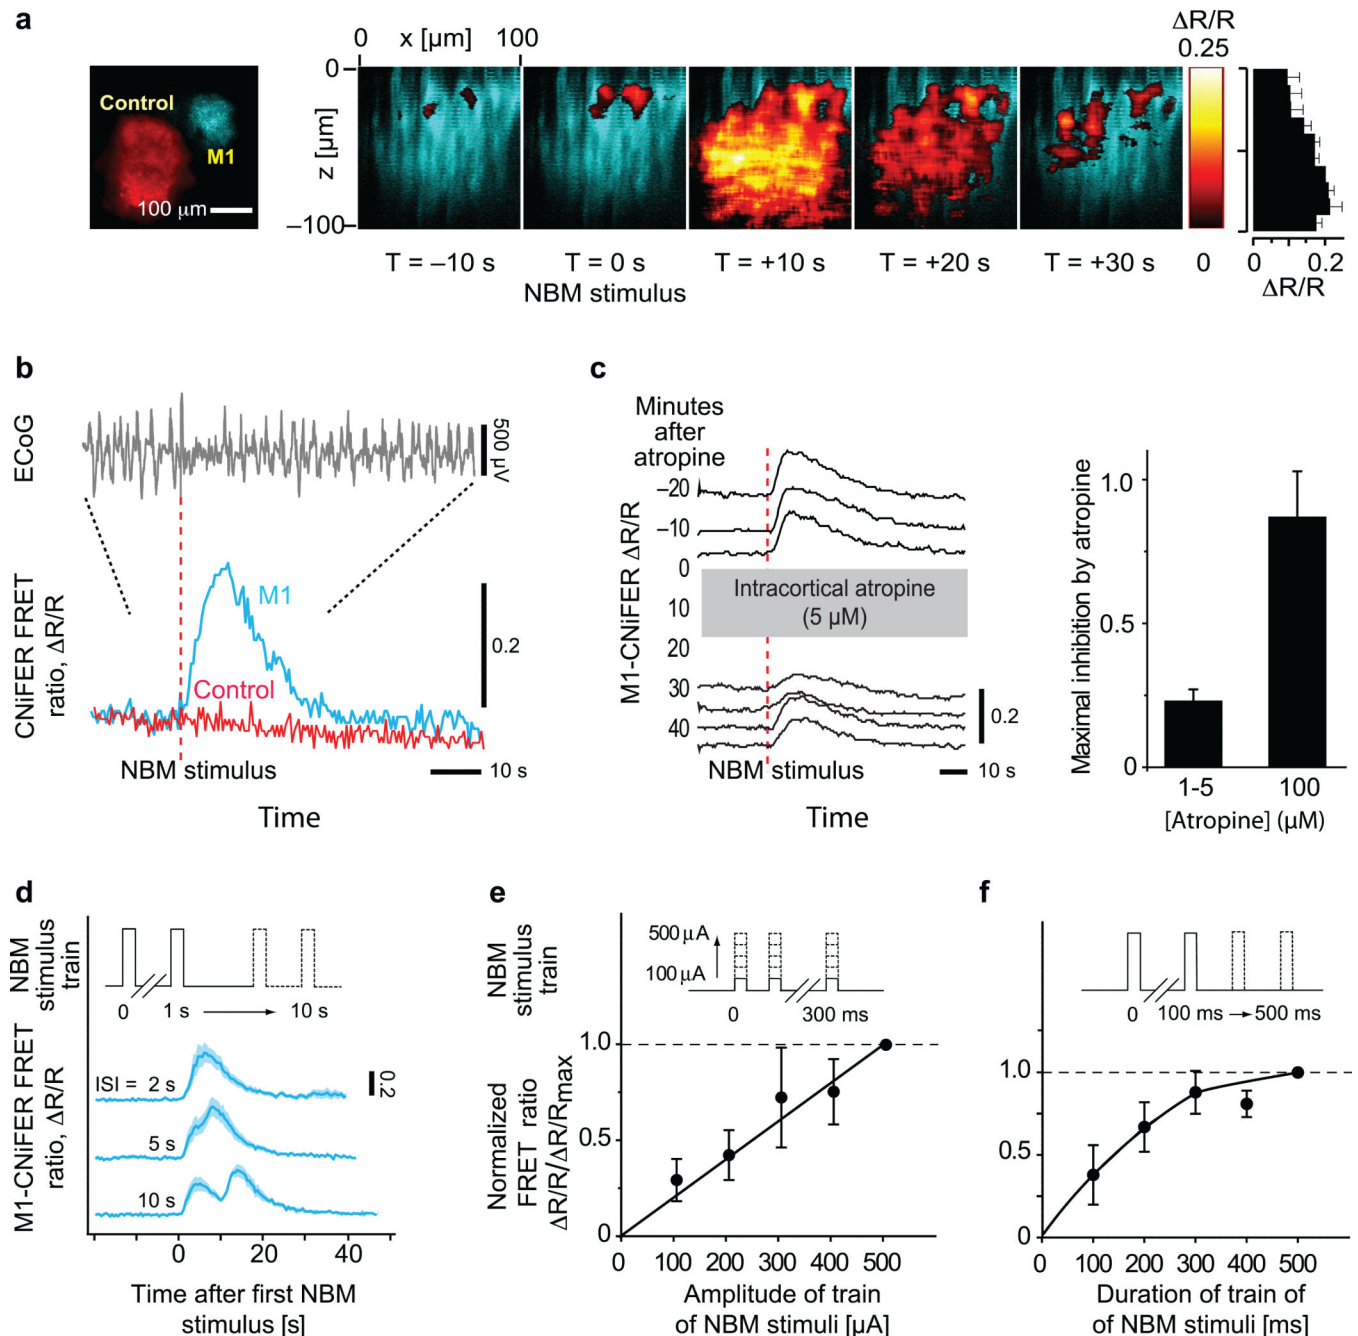 a
Control
M1
100 μm
0 x [μm] 100
0
z [μm]
–100
T = –10 s
T = 0 s
T = +10 s
T = +20 s
T = +30 s
NBM stimulus
ΔR/R
0.25
0
0 0.2
ΔR/R
b
ECoG
500 μV
CNiFER FRET
ratio, ΔR/R
M1
Control
0.2
NBM stimulus
10 s
Time
c
Minutes
after
atropine
M1-CNiFER ΔR/R
–20
–10
0
10
20
30
40
Intracortical atropine
(5 μM)
0.2
NBM stimulus
10 s
Time
Maximal inhibition by atropine
1.0
0.5
0
1-5
100
[Atropine] (μM)
d
NBM
stimulus
train
0 1 s 10 s
M1-CNiFER FRET
ratio, ΔR/R
ISI = 2 s
5 s
10 s
0.2
0 20 40
Time after first NBM
stimulus [s]
e
NBM
stimulus
train
500 μA
100 μA
0 300 ms
Normalized
FRET ratio
ΔR/R/ΔR/Rmax
1.0
0.5
0
0 100 200 300 400 500
Amplitude of train
of NBM stimuli [μA]
f
0 100 ms 500 ms
1.0
0.5
0
0 100 200 300 400 500
Duration of train of
of NBM stimuli [ms]